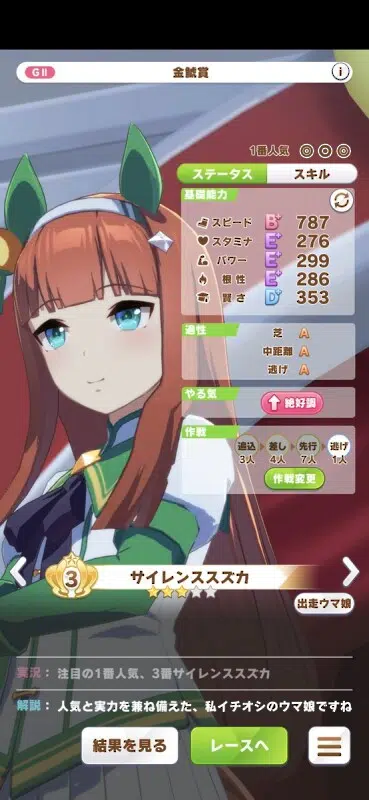 GⅡ 金鯱賞 i
1番人気 ◎ ◎ ◎
ステータス スキル
基礎能力
スピード B+ 787
スタミナ E+ 276
パワー E+ 299
根性 E+ 286
賢さ D+ 353
適性
芝 A
中距離 A
逃げ A
やる気 絶好調
作戦
追込 差し 先行 逃げ
3人 4人 7人 1人
作戦変更
3 サイレンススズカ
出走ウマ娘
実況： 注目の1番人気、3番サイレンススズカ
解説： 人気と実力を兼ね備えた、私イチオシのウマ娘ですね
結果を見る レースへ